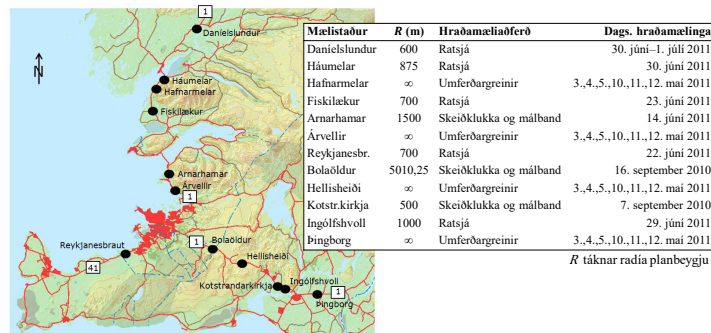 1
Daníelslundur
N
Háumelar
Hafnarmelar
Fiskilækur
Arnarhamar
Árvellir
1
Reykjanesbraut
1
Bolaöldur
41
Hellisheiði
Kotstrandarkirkja
Ingólfshvoll
1
Þingborg
Mælistaður R (m) Hraðamæliaðferð Dags. hraðamælinga
Daníelslundur 600 Ratsjá 30. júní–1. júlí 2011
Háumelar 875 Ratsjá 30. júní 2011
Hafnarmelar ∞ Umferðargreinir 3.,4.,5.,10.,11.,12. maí 2011
Fiskilækur 700 Ratsjá 23. júní 2011
Arnarhamar 1500 Skeiðklukka og málband 14. júní 2011
Árvellir ∞ Umferðargreinir 3.,4.,5.,10.,11.,12. maí 2011
Reykjanesbr. 700 Ratsjá 22. júní 2011
Bolaöldur 5010,25 Skeiðklukka og málband 16. september 2010
Hellisheiði ∞ Umferðargreinir 3.,4.,5.,10.,11.,12. maí 2011
Kotstr.kirkja 500 Skeiðklukka og málband 7. september 2010
Ingólfshvoll 1000 Ratsjá 29. júní 2011
Þingborg ∞ Umferðargreinir 3.,4.,5.,10.,11.,12. maí 2011
R táknar radía planbeygju